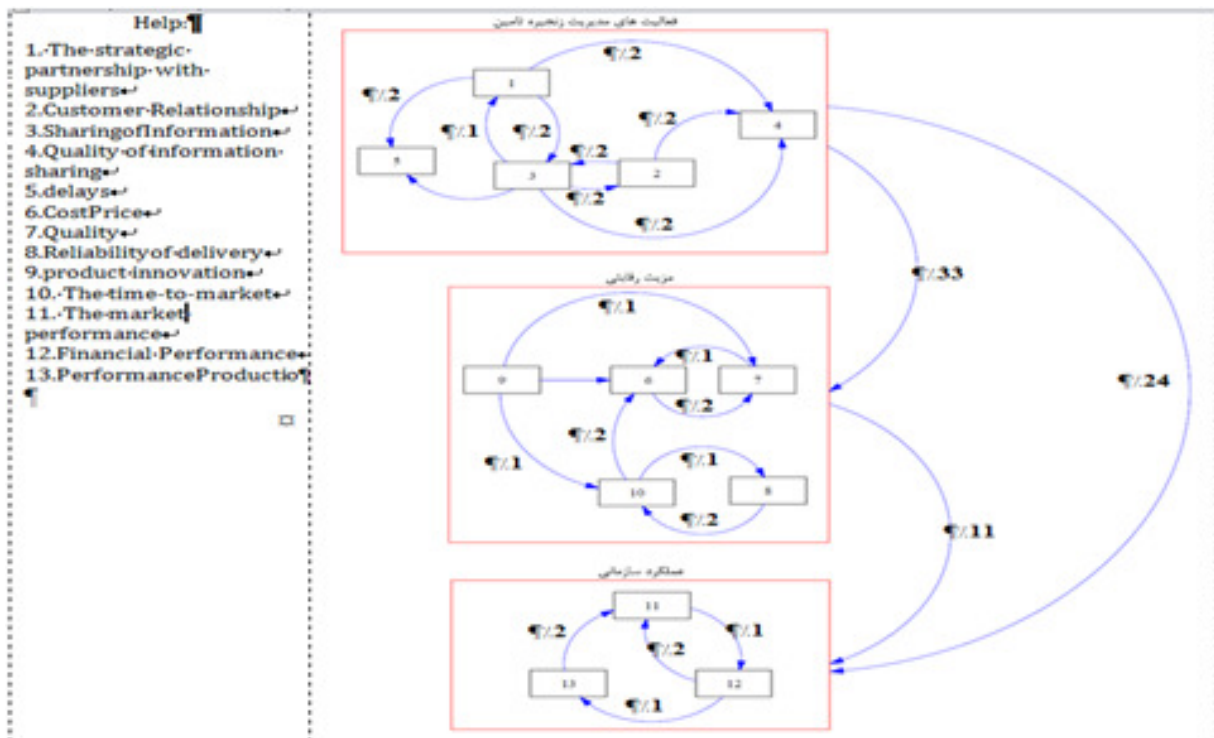 Help:¶
1.·The·strategic·
partnership·with·
suppliers↵
2.Customer·Relationship↵
3.SharingofInformation↵
4.Quality·of·information·
sharing↵
5.delays↵
6.CostPrice↵
7.Quality↵
8.Reliabilityof·delivery↵
9.product·innovation↵
10.·The·time-to-market↵
11.·The·market
performance↵
12.Financial·Performance↵
13.PerformanceProductio¶
¶
فعالیت های مدیریت زنجیره تامین
¶٪2
1
¶٪2
¶٪2
4
¶٪1
¶٪2
¶٪2
5
3
2
¶٪2
¶٪2
¶٪33
مزیت رقابتی
¶٪1
¶٪1
9
6
7
¶٪24
¶٪2
¶٪2
¶٪1
¶٪1
10
8
¶٪2
¶٪11
عملکرد سازمانی
11
¶٪2
¶٪1
¶٪2
13
12
¶٪1